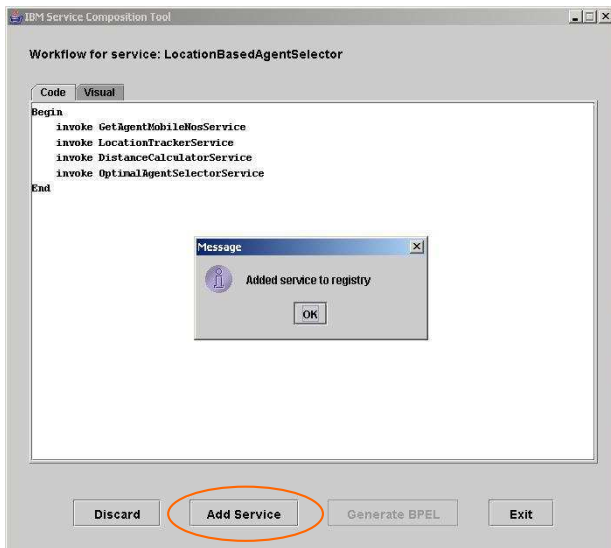 IBM Service Composition Tool
Workflow for service: LocationBasedAgentSelector
Code Visual
Begin
invoke GetAgentMobileNosService
invoke LocationTrackerService
invoke DistanceCalculatorService
invoke OptimalAgentSelectorService
End
Message
Added service to registry
OK
Discard Add Service Generate BPEL Exit